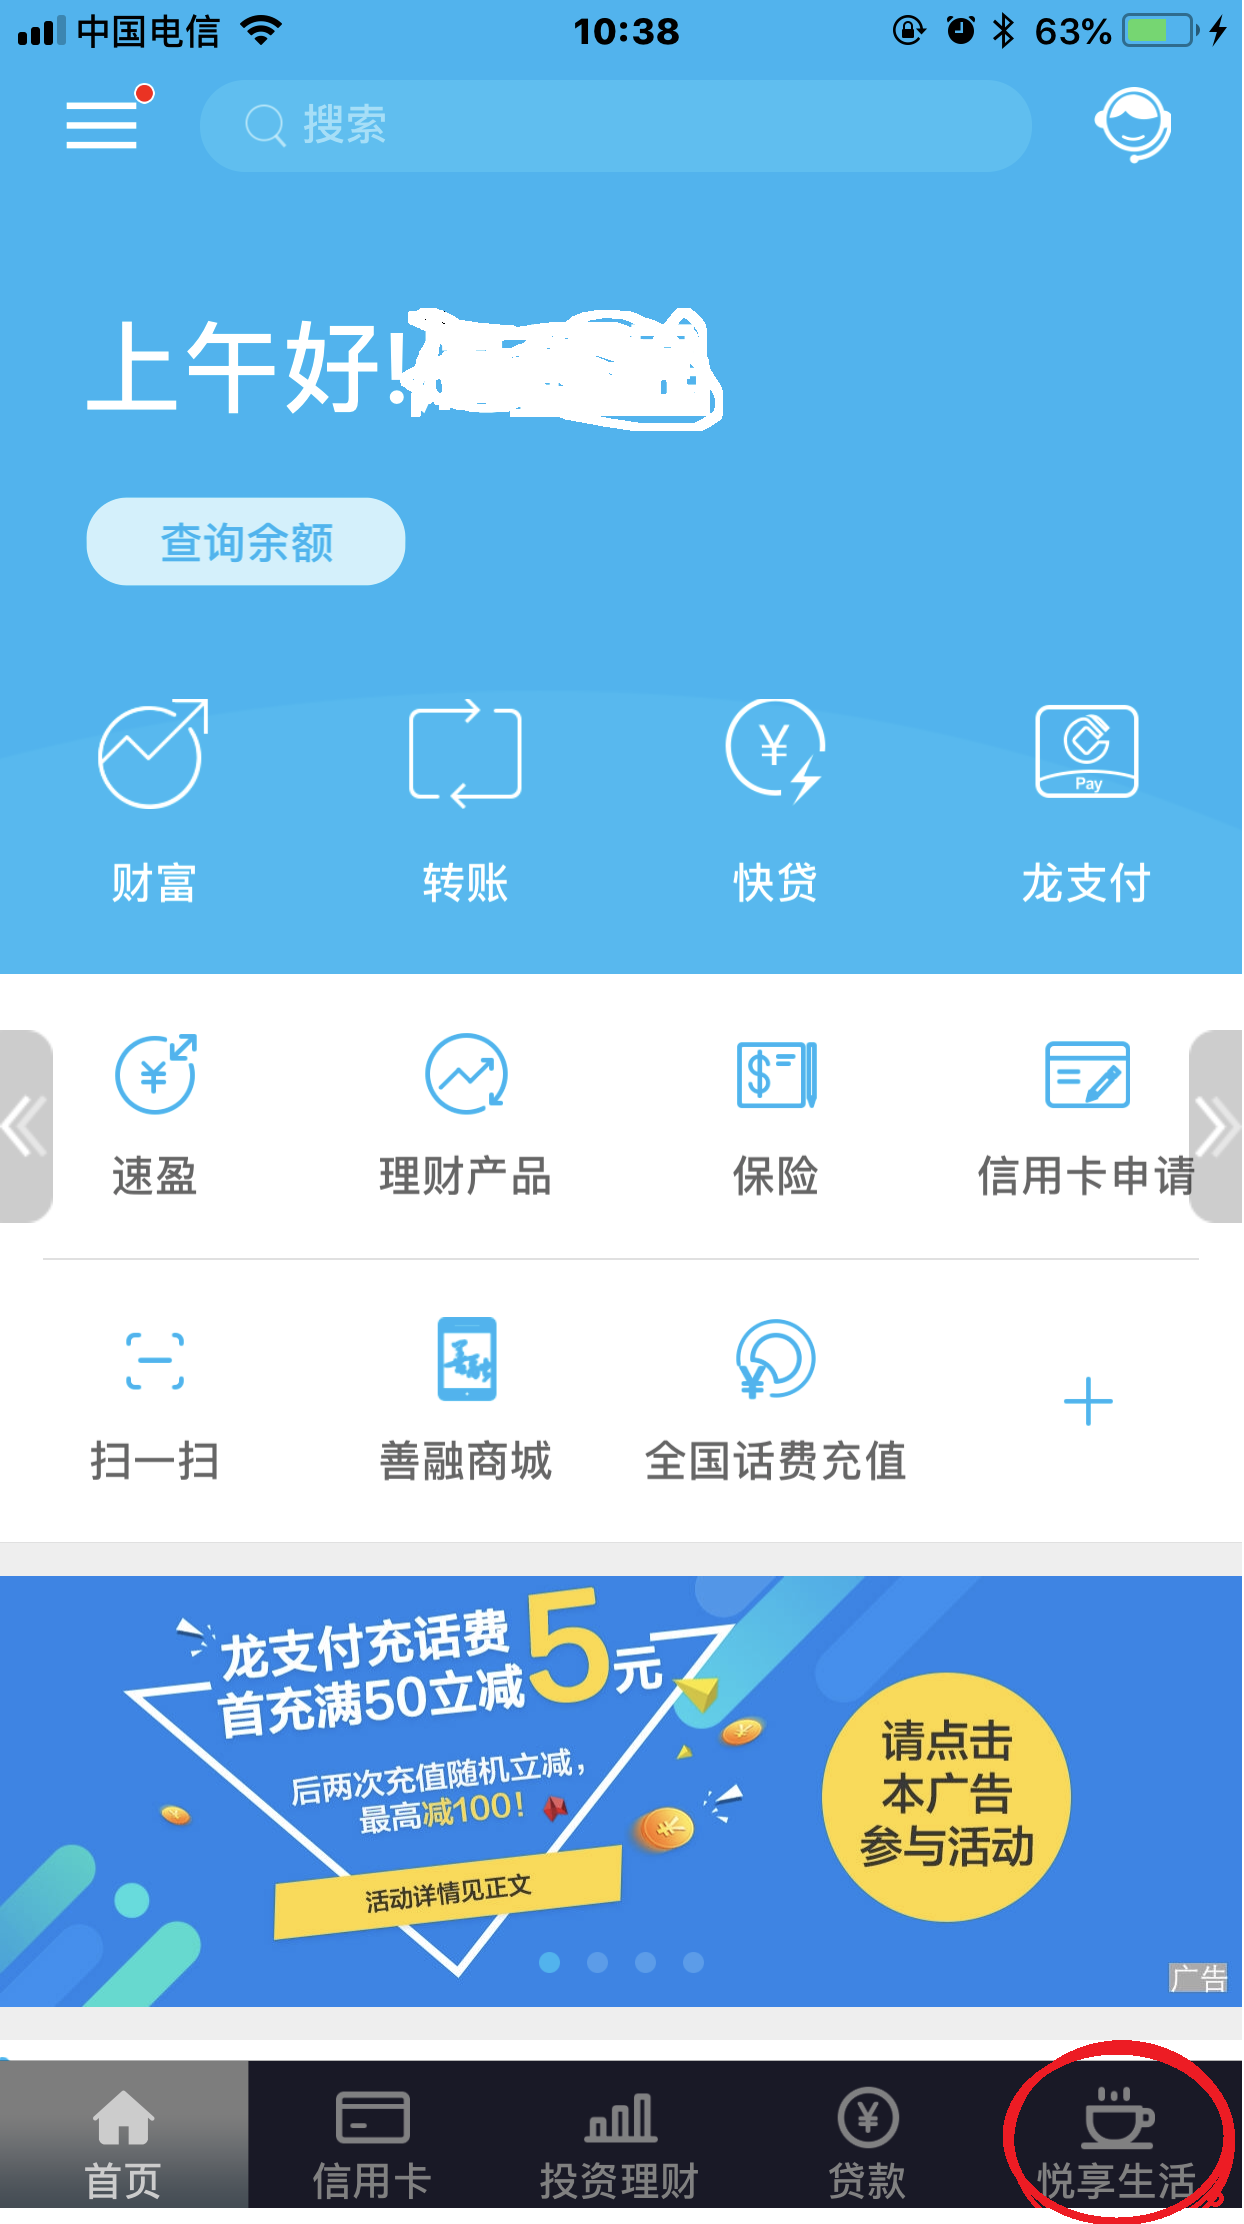 中国电信 10:38 63%
搜索
上午好!
查询余额
财富 转账 快贷 龙支付
Pay
速盈 理财产品 保险 信用卡申请
扫一扫 善融商城 全国话费充值
龙支付充话费
首充满50立减5元
后两次充值随机立减，
最高减100！
活动详情见正文
请点击
本广告
参与活动
广告
首页 信用卡 投资理财 贷款 悦享生活